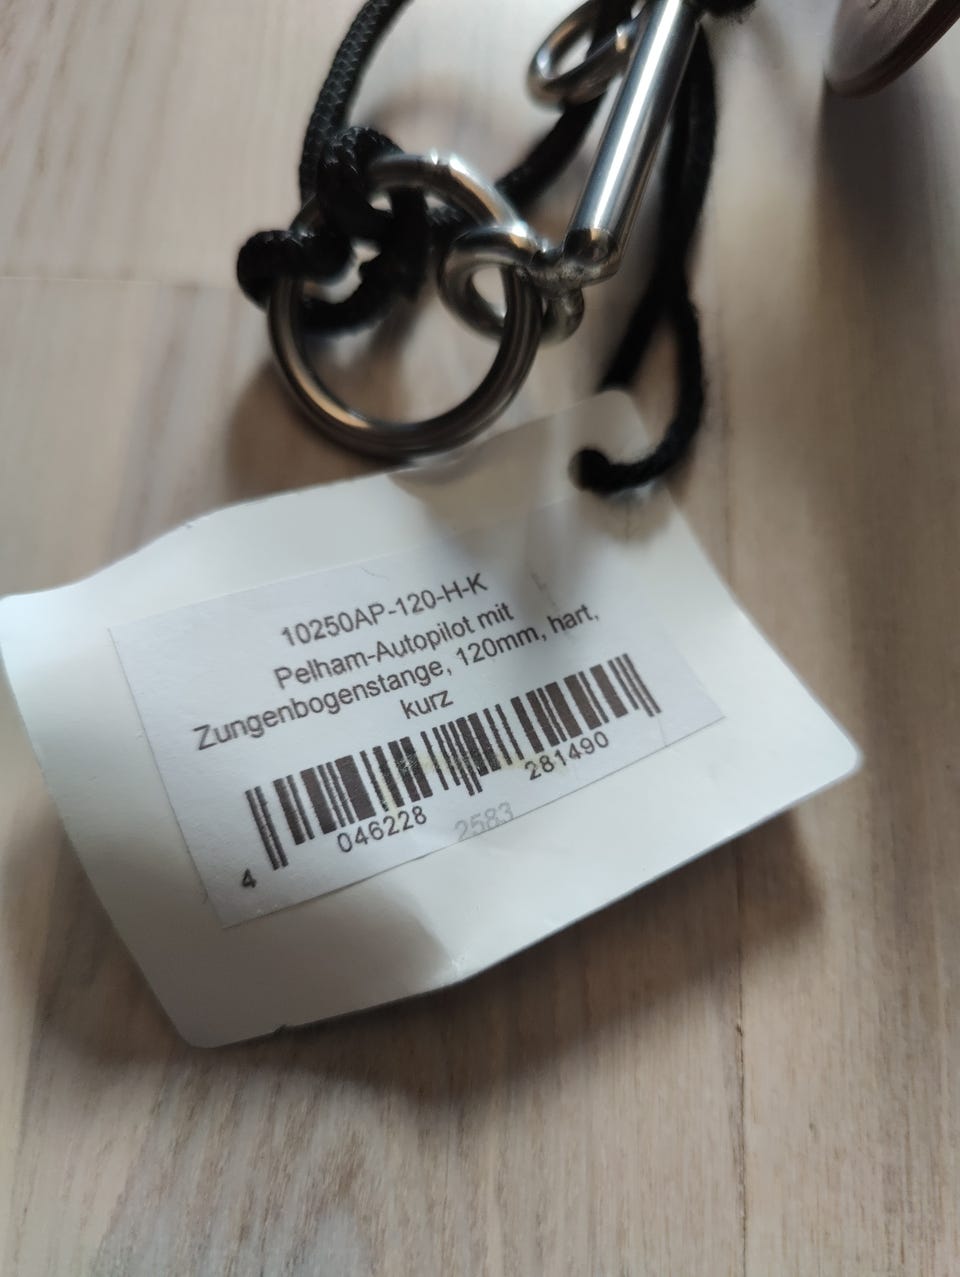 10250AP-120-H-K
Pelham-Autopilot mit
Zungenbogenstange, 120mm, hart,
kurz
4 046228 281490
2583